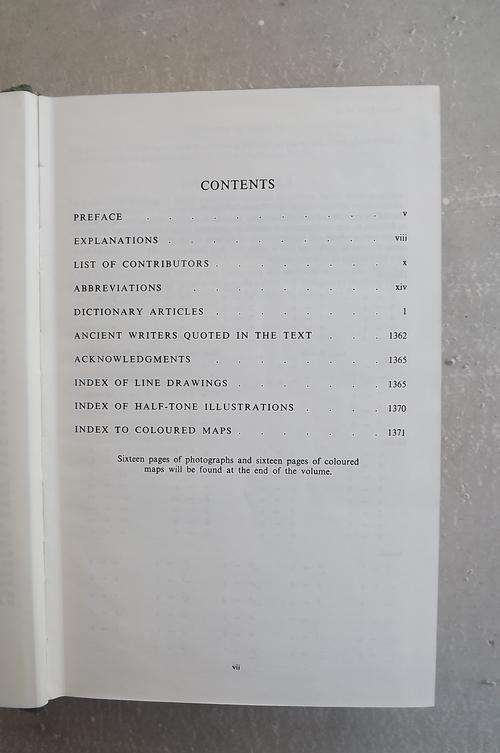 CONTENTS
PREFACE . . . . . . . . . . . v
EXPLANATIONS . . . . . . . . . . viii
LIST OF CONTRIBUTORS . . . . . . . . x
ABBREVIATIONS . . . . . . . . . xiv
DICTIONARY ARTICLES . . . . . . . . 1
ANCIENT WRITERS QUOTED IN THE TEXT . . . 1362
ACKNOWLEDGMENTS . . . . . . . . 1365
INDEX OF LINE DRAWINGS . . . . . . . 1365
INDEX OF HALF-TONE ILLUSTRATIONS . . . . 1370
INDEX TO COLOURED MAPS . . . . . . . 1371
Sixteen pages of photographs and sixteen pages of coloured
maps will be found at the end of the volume.
vii